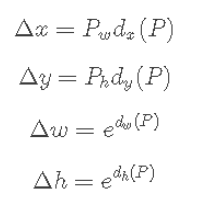 Δx = P_w d_x (P)
Δy = P_h d_y (P)
Δw = e^{d_w (P)}
Δh = e^{d_h (P)}